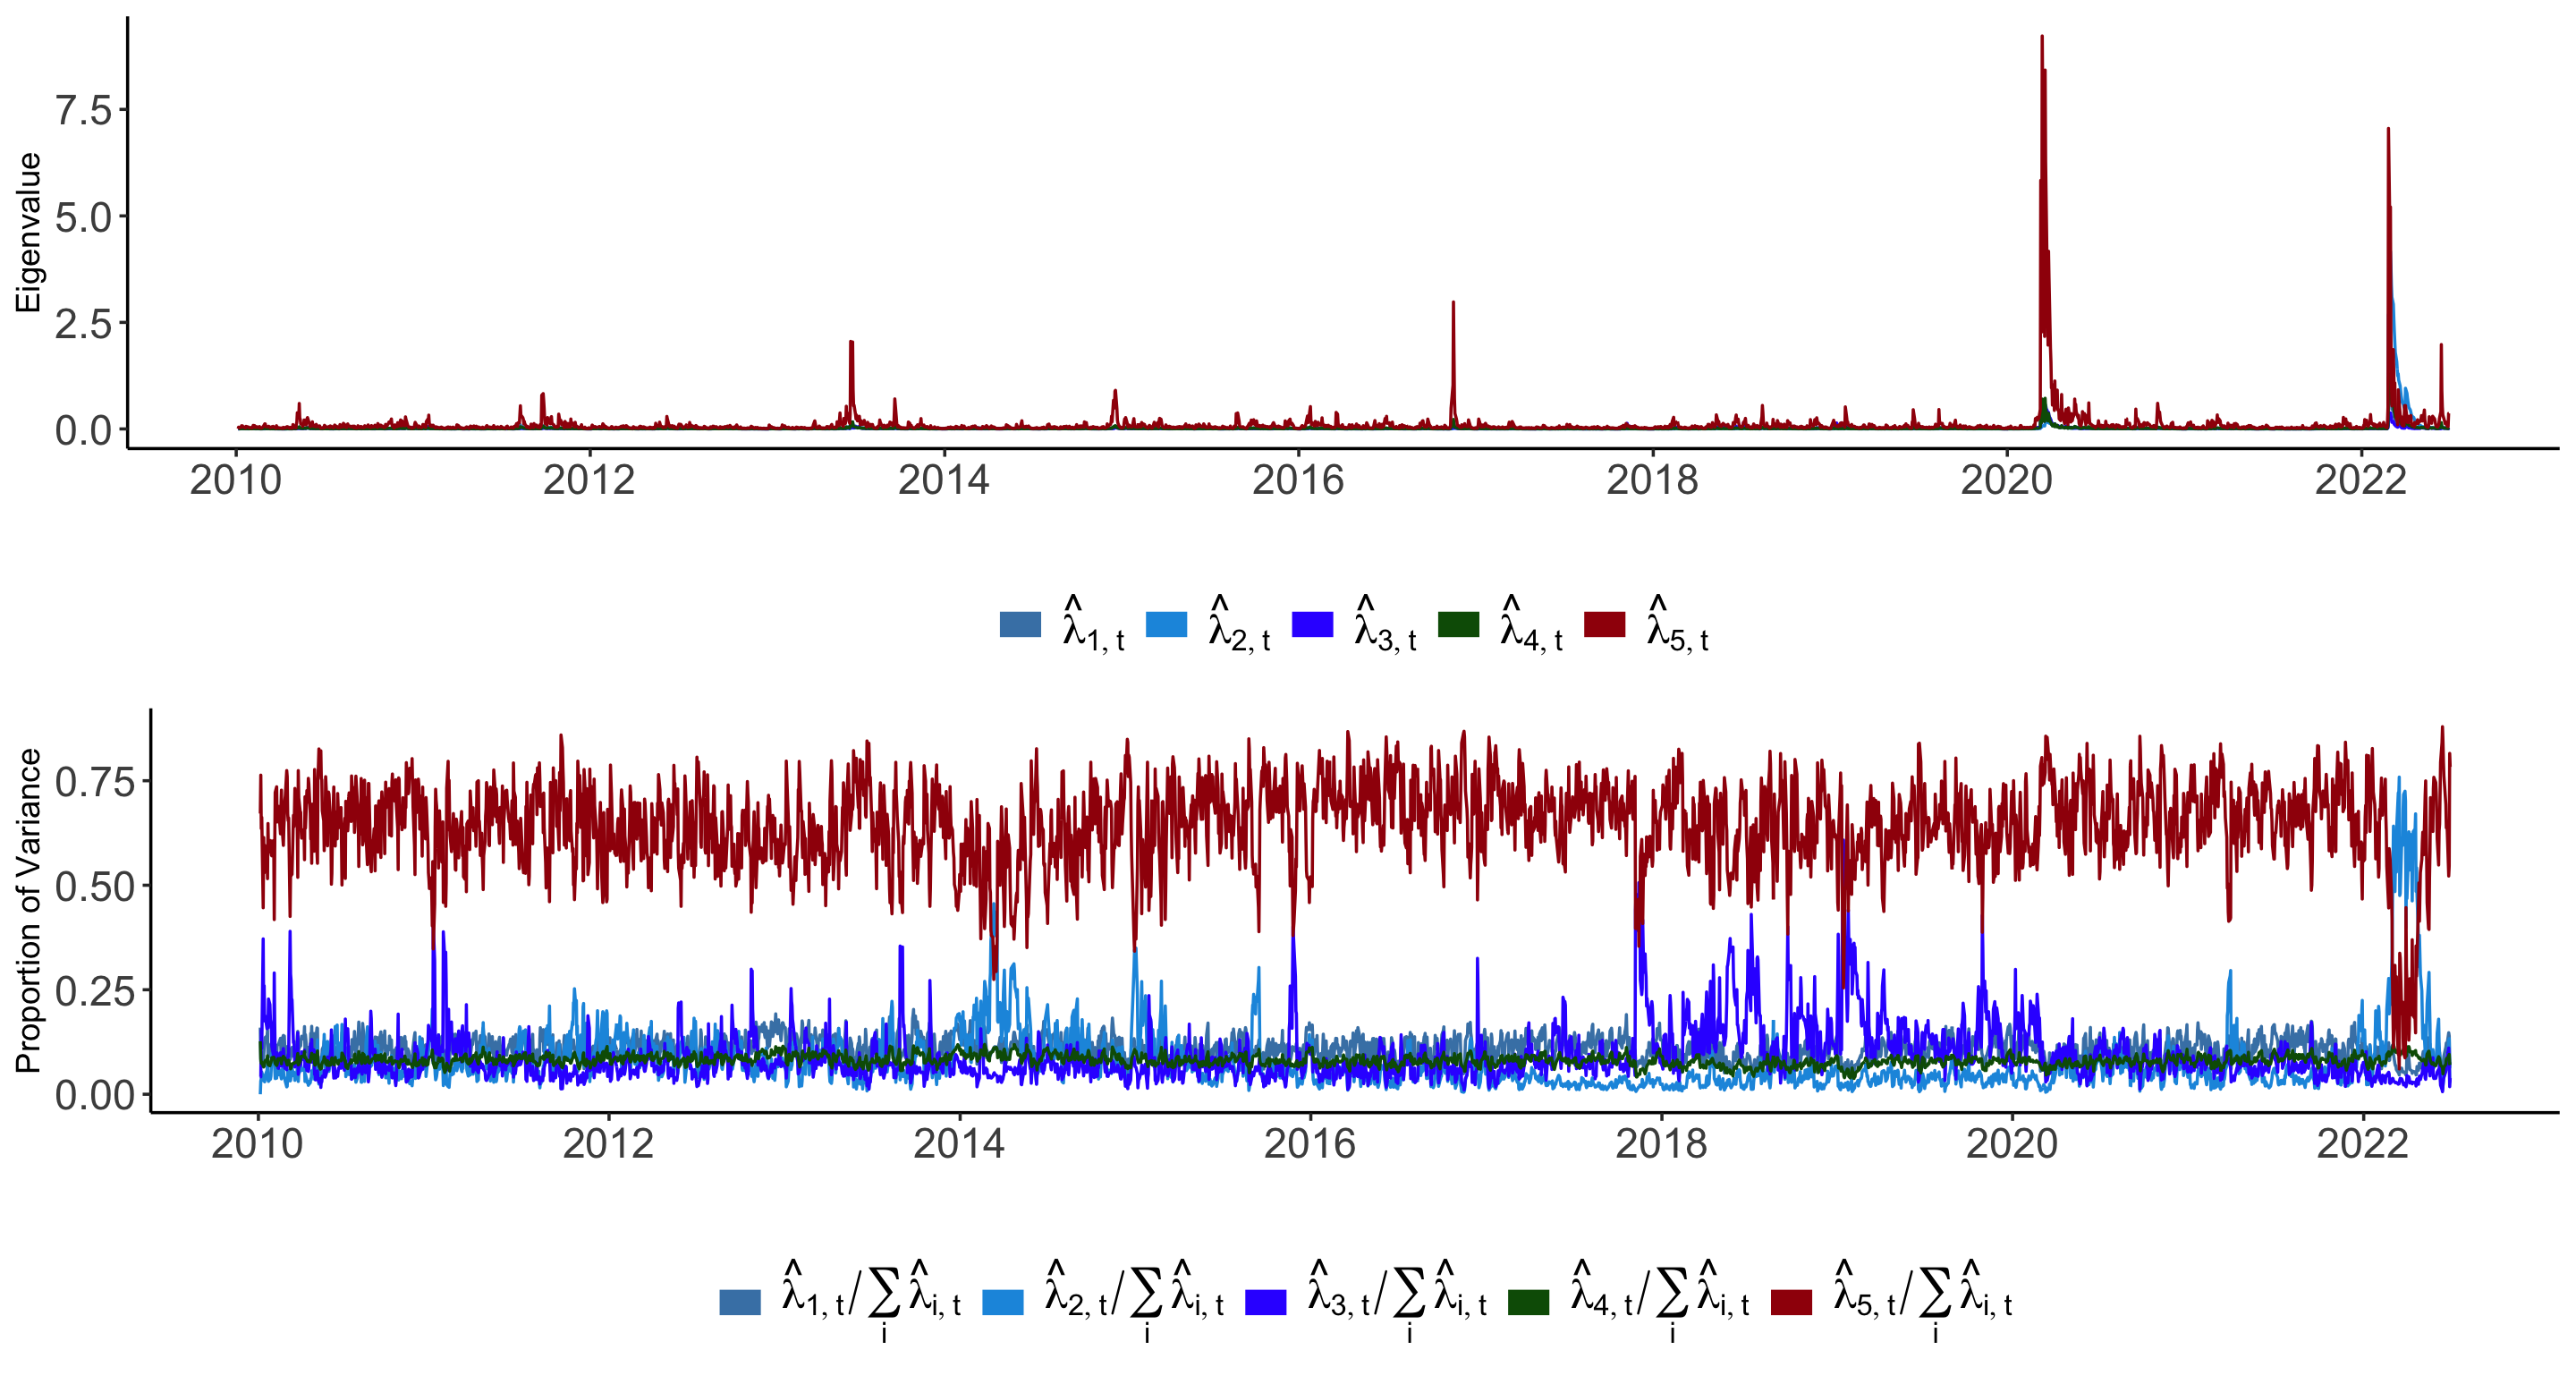 Eigenvalue
7.5
5.0
2.5
0.0
2010 2012 2014 2016 2018 2020 2022
λ̂1, t λ̂2, t λ̂3, t λ̂4, t λ̂5, t
Proportion of Variance
0.75
0.50
0.25
0.00
2010 2012 2014 2016 2018 2020 2022
λ̂1, t/∑i λ̂i, t λ̂2, t/∑i λ̂i, t λ̂3, t/∑i λ̂i, t λ̂4, t/∑i λ̂i, t λ̂5, t/∑i λ̂i, t